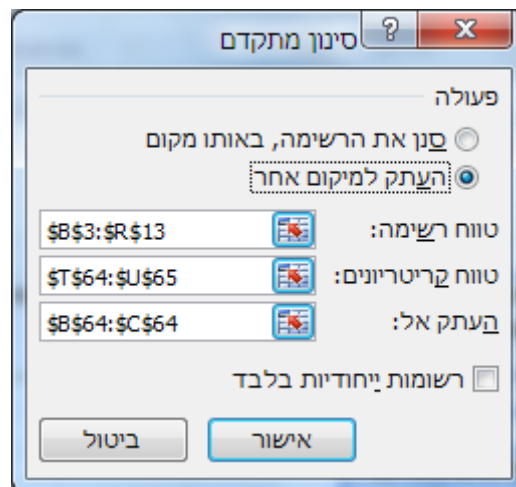 סינון מתקדם
?
פעולה
סנן את הרשימה, באותו מקום
העתק למיקום אחר
טווח רשימה: $B$3:$R$13
טווח קריטריונים: $T$64:$U$65
העתק אל: $B$64:$C$64
רשומות ייחודיות בלבד
אישור ביטול